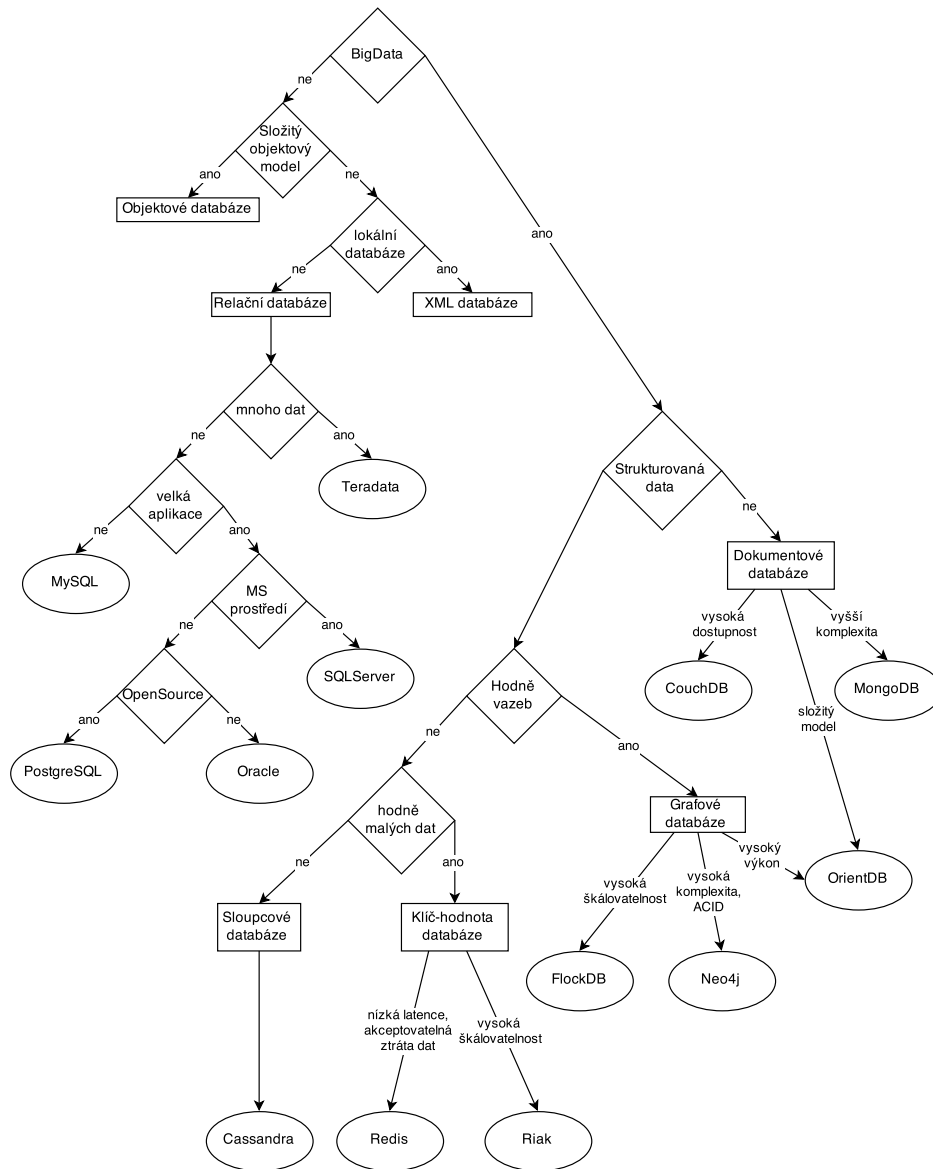 BigData
ne
Složitý
objektový
model
ano
ne
Objektové databáze
ano
lokální
databáze
ne
ano
Relační databáze
XML databáze
mnoho dat
ne
ano
Strukturovaná
data
velká
aplikace
Teradata
ne
ne
ano
MySQL
Dokumentové
databáze
MS
prostředí
vysoká
dostupnost
vyšší
komplexita
ne
ano
SQLServer
Hodně
vazeb
CouchDB
MongoDB
OpenSource
ano
ne
složitý
model
ne
ano
PostgreSQL
Oracle
hodně
malých dat
Grafové
databáze
ne
ano
vysoký
výkon
vysoká
škálovatelnost
vysoká
komplexita,
ACID
OrientDB
Sloupcové
databáze
Klíč-hodnota
databáze
FlockDB
Neo4j
nízká latence,
akceptovatelná
ztráta dat
vysoká
škálovatelnost
Cassandra
Redis
Riak